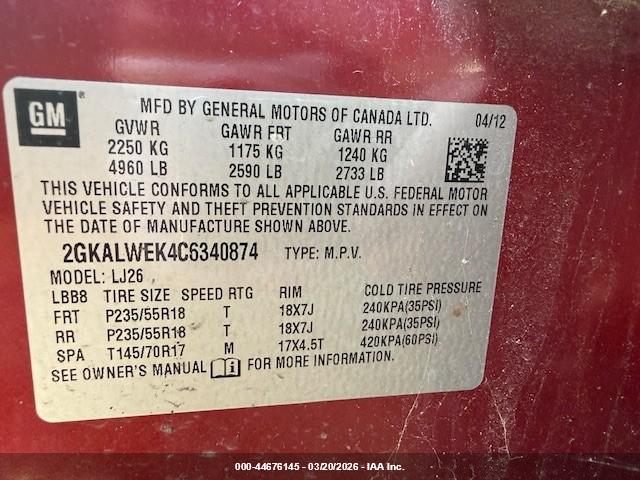 GM ®
MFD BY GENERAL MOTORS OF CANADA LTD. 04/12
GVWR GAWR FRT GAWR RR
2250 KG 1175 KG 1240 KG
4960 LB 2590 LB 2733 LB
THIS VEHICLE CONFORMS TO ALL APPLICABLE U.S. FEDERAL MOTOR
VEHICLE SAFETY AND THEFT PREVENTION STANDARDS IN EFFECT ON
THE DATE OF MANUFACTURE SHOWN ABOVE.
2GKALWEK4C6340874 TYPE: M.P.V.
MODEL: LJ26
LBB8 TIRE SIZE SPEED RTG RIM COLD TIRE PRESSURE
FRT P235/55R18 T 18X7J 240KPA(35PSI)
RR P235/55R18 T 18X7J 240KPA(35PSI)
SPA T145/70R17 M 17X4.5T 420KPA(60PSI)
SEE OWNER'S MANUAL FOR MORE INFORMATION.
000-44676145 - 03/20/2026 - IAA Inc.